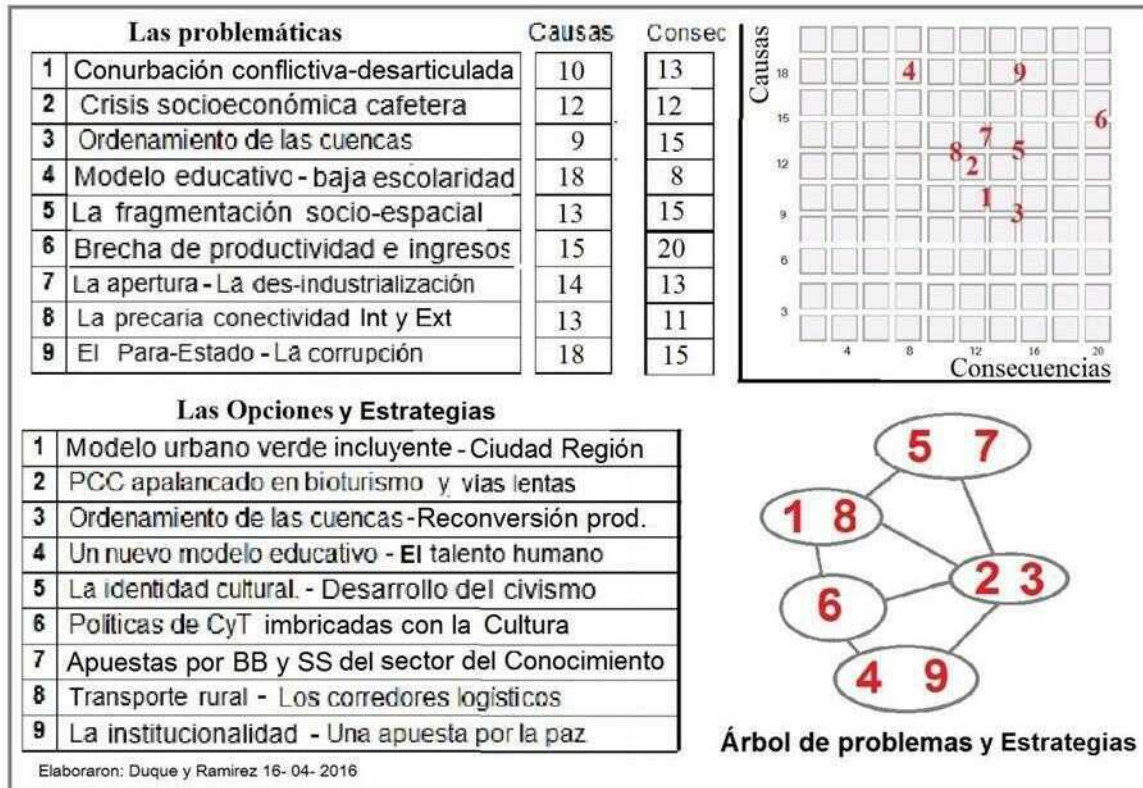 Las problemáticas Causas Consec
1 Conurbación conflictiva-desarticulada 10 13
2 Crisis socioeconómica cafetera 12 12
3 Ordenamiento de las cuencas 9 15
4 Modelo educativo - baja escolaridad 18 8
5 La fragmentación socio-espacial 13 15
6 Brecha de productividad e ingresos 15 20
7 La apertura - La des-industrialización 14 13
8 La precaria conectividad Int y Ext 13 11
9 El Para-Estado - La corrupción 18 15
Causas
18 4 9
15 6
7
8 5
12 2
1
9 3
6
3
4 8 12 16 20
Consecuencias
Las Opciones y Estrategias
1 Modelo urbano verde incluyente - Ciudad Región
2 PCC apalancado en bioturismo y vías lentas
3 Ordenamiento de las cuencas-Reconversión prod.
4 Un nuevo modelo educativo - El talento humano
5 La identidad cultural. - Desarrollo del civismo
6 Políticas de CyT imbricadas con la Cultura
7 Apuestas por BB y SS del sector del Conocimiento
8 Transporte rural - Los corredores logísticos
9 La institucionalidad - Una apuesta por la paz
Elaboraron: Duque y Ramirez 16- 04- 2016
5 7
1 8
2 3
6
4 9
Árbol de problemas y Estrategias